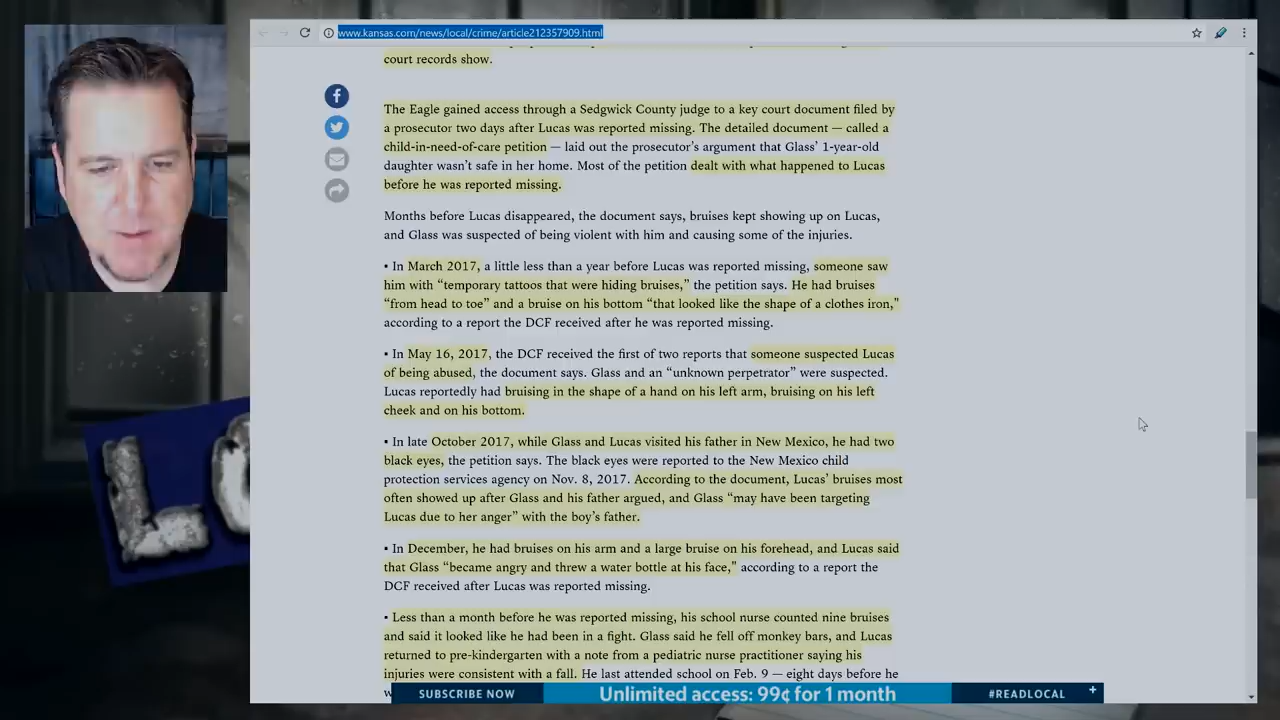 www.kansas.com/news/local/crime/article212357909.html
court records show.
The Eagle gained access through a Sedgwick County judge to a key court document filed by
a prosecutor two days after Lucas was reported missing. The detailed document — called a
child-in-need-of-care petition — laid out the prosecutor's argument that Glass' 1-year-old
daughter wasn't safe in her home. Most of the petition dealt with what happened to Lucas
before he was reported missing.
Months before Lucas disappeared, the document says, bruises kept showing up on Lucas,
and Glass was suspected of being violent with him and causing some of the injuries.
▪ In March 2017, a little less than a year before Lucas was reported missing, someone saw
him with “temporary tattoos that were hiding bruises,” the petition says. He had bruises
“from head to toe” and a bruise on his bottom “that looked like the shape of a clothes iron,”
according to a report the DCF received after he was reported missing.
▪ In May 16, 2017, the DCF received the first of two reports that someone suspected Lucas
of being abused, the document says. Glass and an “unknown perpetrator” were suspected.
Lucas reportedly had bruising in the shape of a hand on his left arm, bruising on his left
cheek and on his bottom.
▪ In late October 2017, while Glass and Lucas visited his father in New Mexico, he had two
black eyes, the petition says. The black eyes were reported to the New Mexico child
protection services agency on Nov. 8, 2017. According to the document, Lucas' bruises most
often showed up after Glass and his father argued, and Glass “may have been targeting
Lucas due to her anger” with the boy's father.
▪ In December, he had bruises on his arm and a large bruise on his forehead, and Lucas said
that Glass “became angry and threw a water bottle at his face,” according to a report the
DCF received after Lucas was reported missing.
▪ Less than a month before he was reported missing, his school nurse counted nine bruises
and said it looked like he had been in a fight. Glass said he fell off monkey bars, and Lucas
returned to pre-kindergarten with a note from a pediatric nurse practitioner saying his
injuries were consistent with a fall. He last attended school on Feb. 9 — eight days before he
SUBSCRIBE NOW Unlimited access: 99¢ for 1 month #READLOCAL +